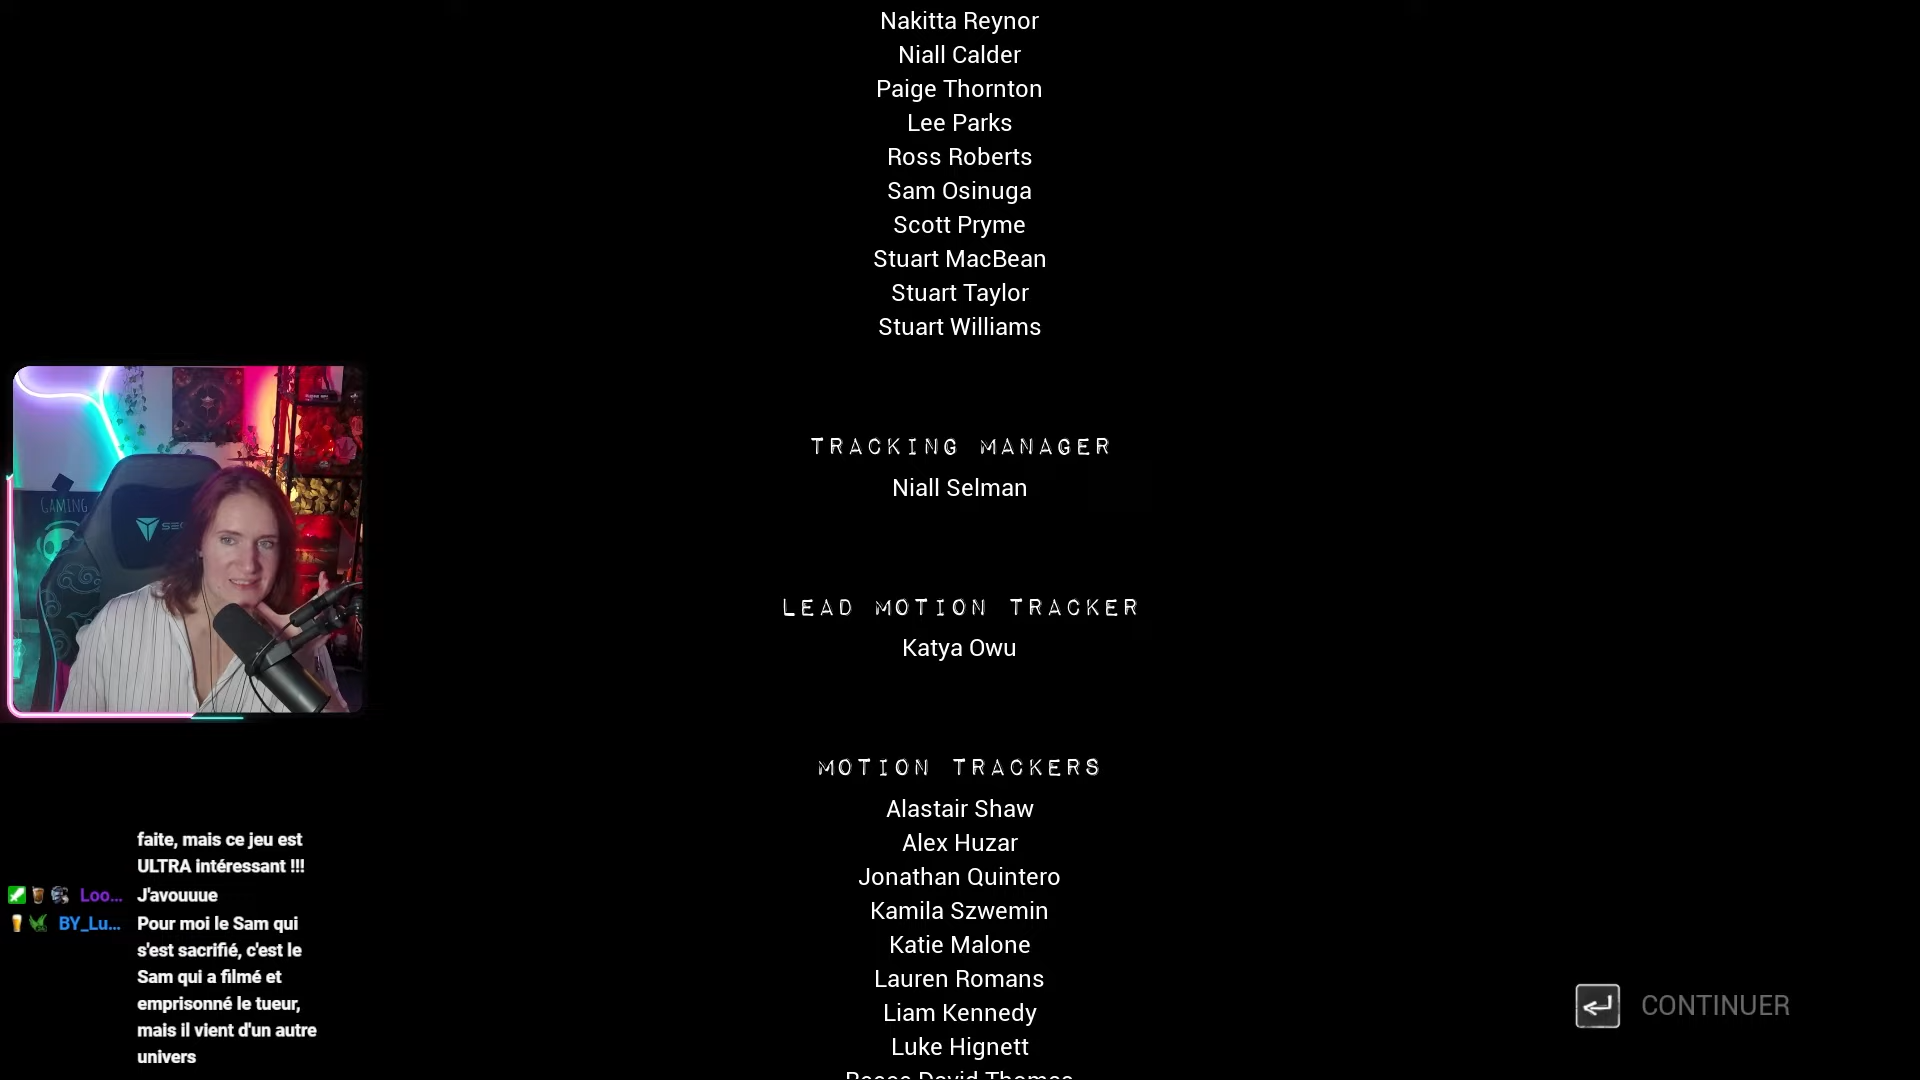 Nakitta Reynor
Niall Calder
Paige Thornton
Lee Parks
Ross Roberts
Sam Osinuga
Scott Pryme
Stuart MacBean
Stuart Taylor
Stuart Williams
TRACKING MANAGER
Niall Selman
LEAD MOTION TRACKER
Katya Owu
MOTION TRACKERS
Alastair Shaw
Alex Huzar
Jonathan Quintero
Kamila Szwemin
Katie Malone
Lauren Romans
Liam Kennedy
Luke Hignett
Reece David Thomas
GAMING
SEC
faite, mais ce jeu est
ULTRA intéressant !!!
Loo... J'avouuue
BY_Lu... Pour moi le Sam qui
s'est sacrifié, c'est le
Sam qui a filmé et
emprisonné le tueur,
mais il vient d'un autre
univers
CONTINUER